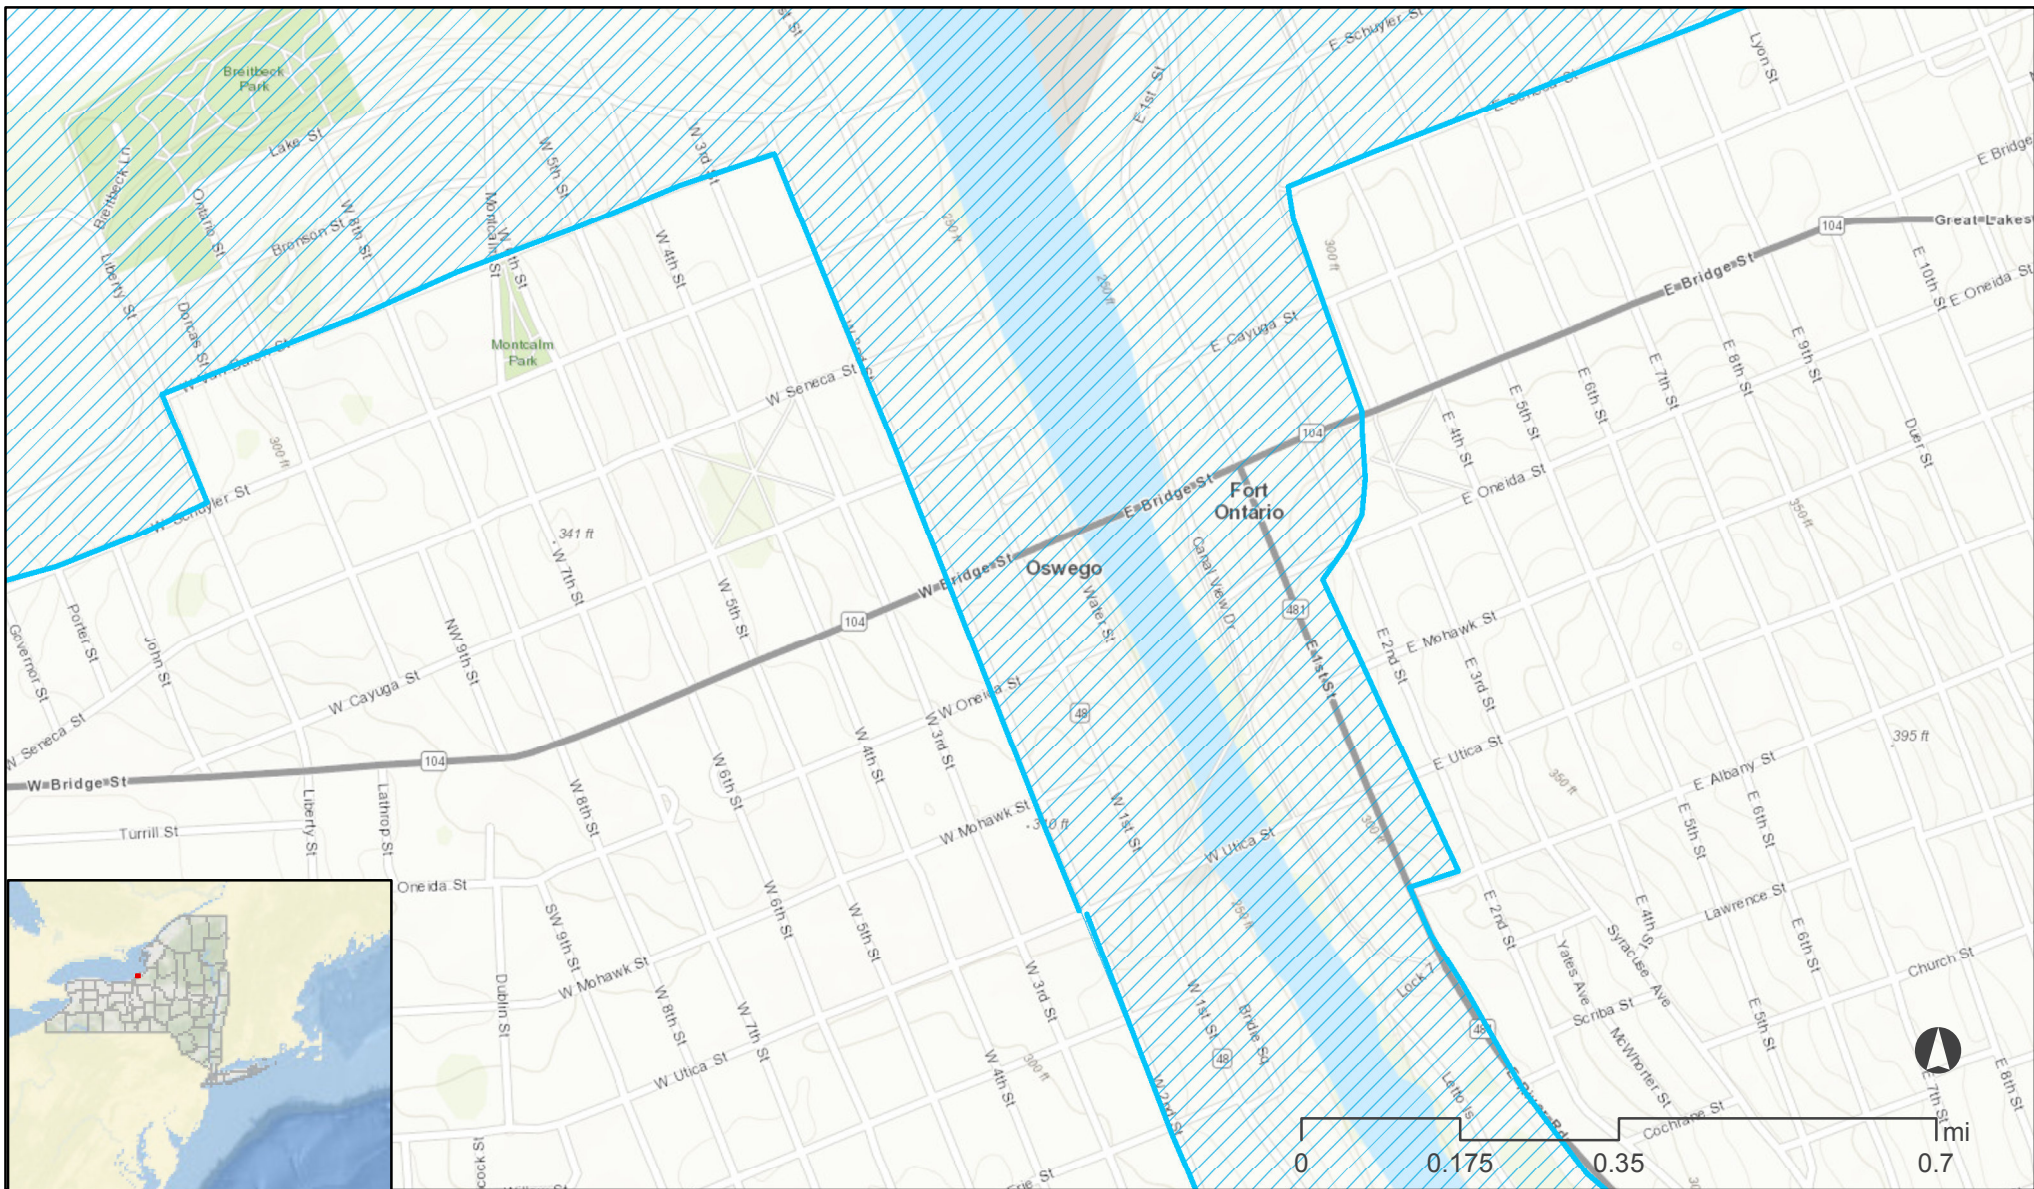 E Schuyler St
Lyon St
Breitbeck
Park
E 1st St
Lake St
W 5th St
W 3rd St
E Bridge
Breitbeck Ln
Ontario St
W 8th St
Montcalm St
Bronson St
250 ft
Great Lakes
104
W 4th St
300 ft
Liberty St
E Bridge St
E 10th St
E Oneida St
Dorcas St
E Cayuga St
Montcalm
Park
E 9th St
E 8th St
E 7th St
E 6th St
E 5th St
W Seneca St
E 4th St
Duer St
104
300 ft
W Schuyler St
E Oneida St
E Bridge St
Fort
Ontario
350 ft
341 ft
W 7th St
Canal View Dr
W Bridge St
Oswego
W 5th St
Water St
481
104
Porter St
Governor St
John St
NW 9th St
E Mohawk St
E 2nd St
E 1st St
E 3rd St
W Cayuga St
W Oneida St
48
W 3rd St
W 4th St
W Seneca St
E Utica St
395 ft
104
W Bridge St
W 6th St
E Albany St
350 ft
Liberty St
Lathrop St
W 8th St
W 1st St
W Mohawk St
Turrill St
E 5th St
E 6th St
300 ft
W Utica St
Oneida St
W 6th St
W 5th St
SW 9th St
250 ft
E 2nd St
E 4th St
Lawrence St
Syracuse Ave
E 6th St
Yates Ave
W Mohawk St
Church St
Lock 7
Dublin St
W 8th St
W 7th St
W 3rd St
W 1st St
Bridie Sq
Scriba St
E 5th St
481
McWhorter St
48
W Utica St
300 ft
W 4th St
W 2nd St
Leto Is
E River Rd
Cochrane St
E 7th St
E 8th St
mi
0
0.175
0.35
0.7